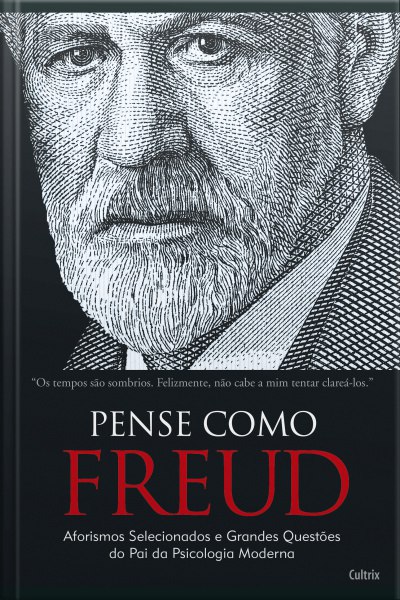 “Os tempos são sombrios. Felizmente, não cabe a mim tentar clareá-los.”
PENSE COMO
FREUD
Aforismos Selecionados e Grandes Questões
do Pai da Psicologia Moderna
Cultrix